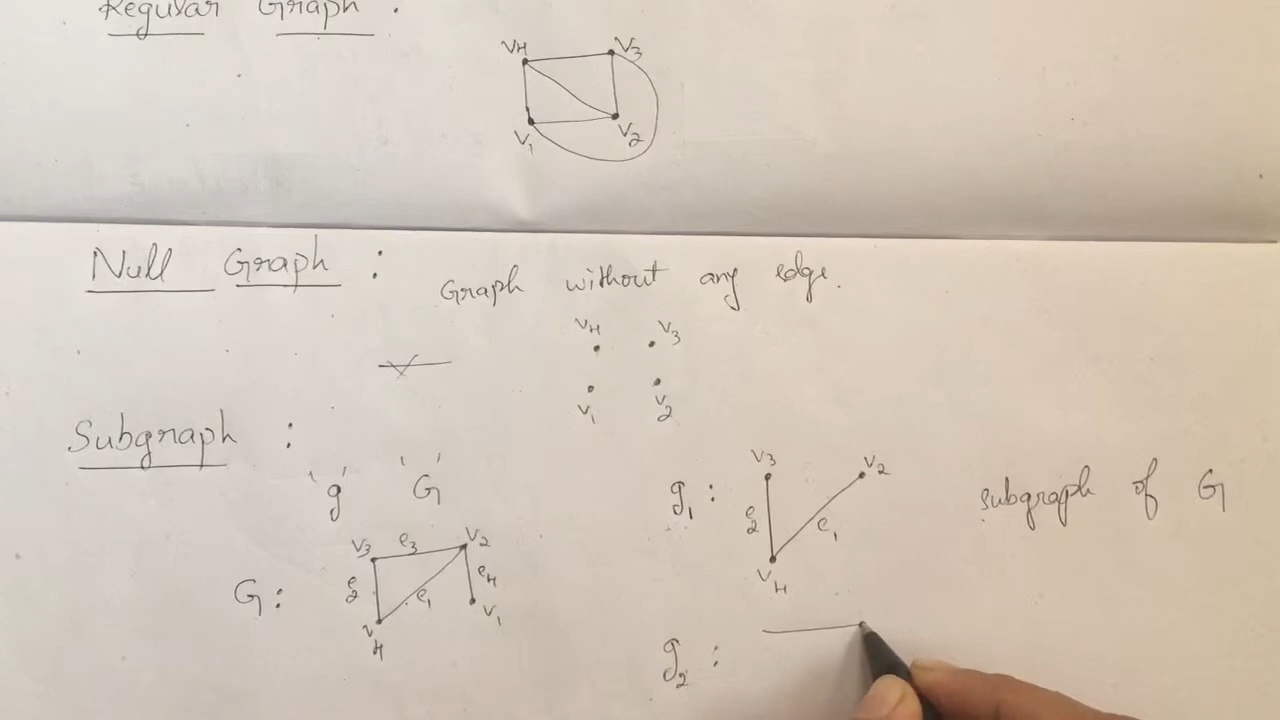 Regular Graph :
V4 V3
V1 V2
Null Graph : Graph without any edge.
V4 V3
V1 V2
Subgraph :
'g' 'G'
g1 : V3 V2 subgraph of G
e2 e1
V4
G : V3 e3 V2
e2 e1 e4
V4 V1
g2 :